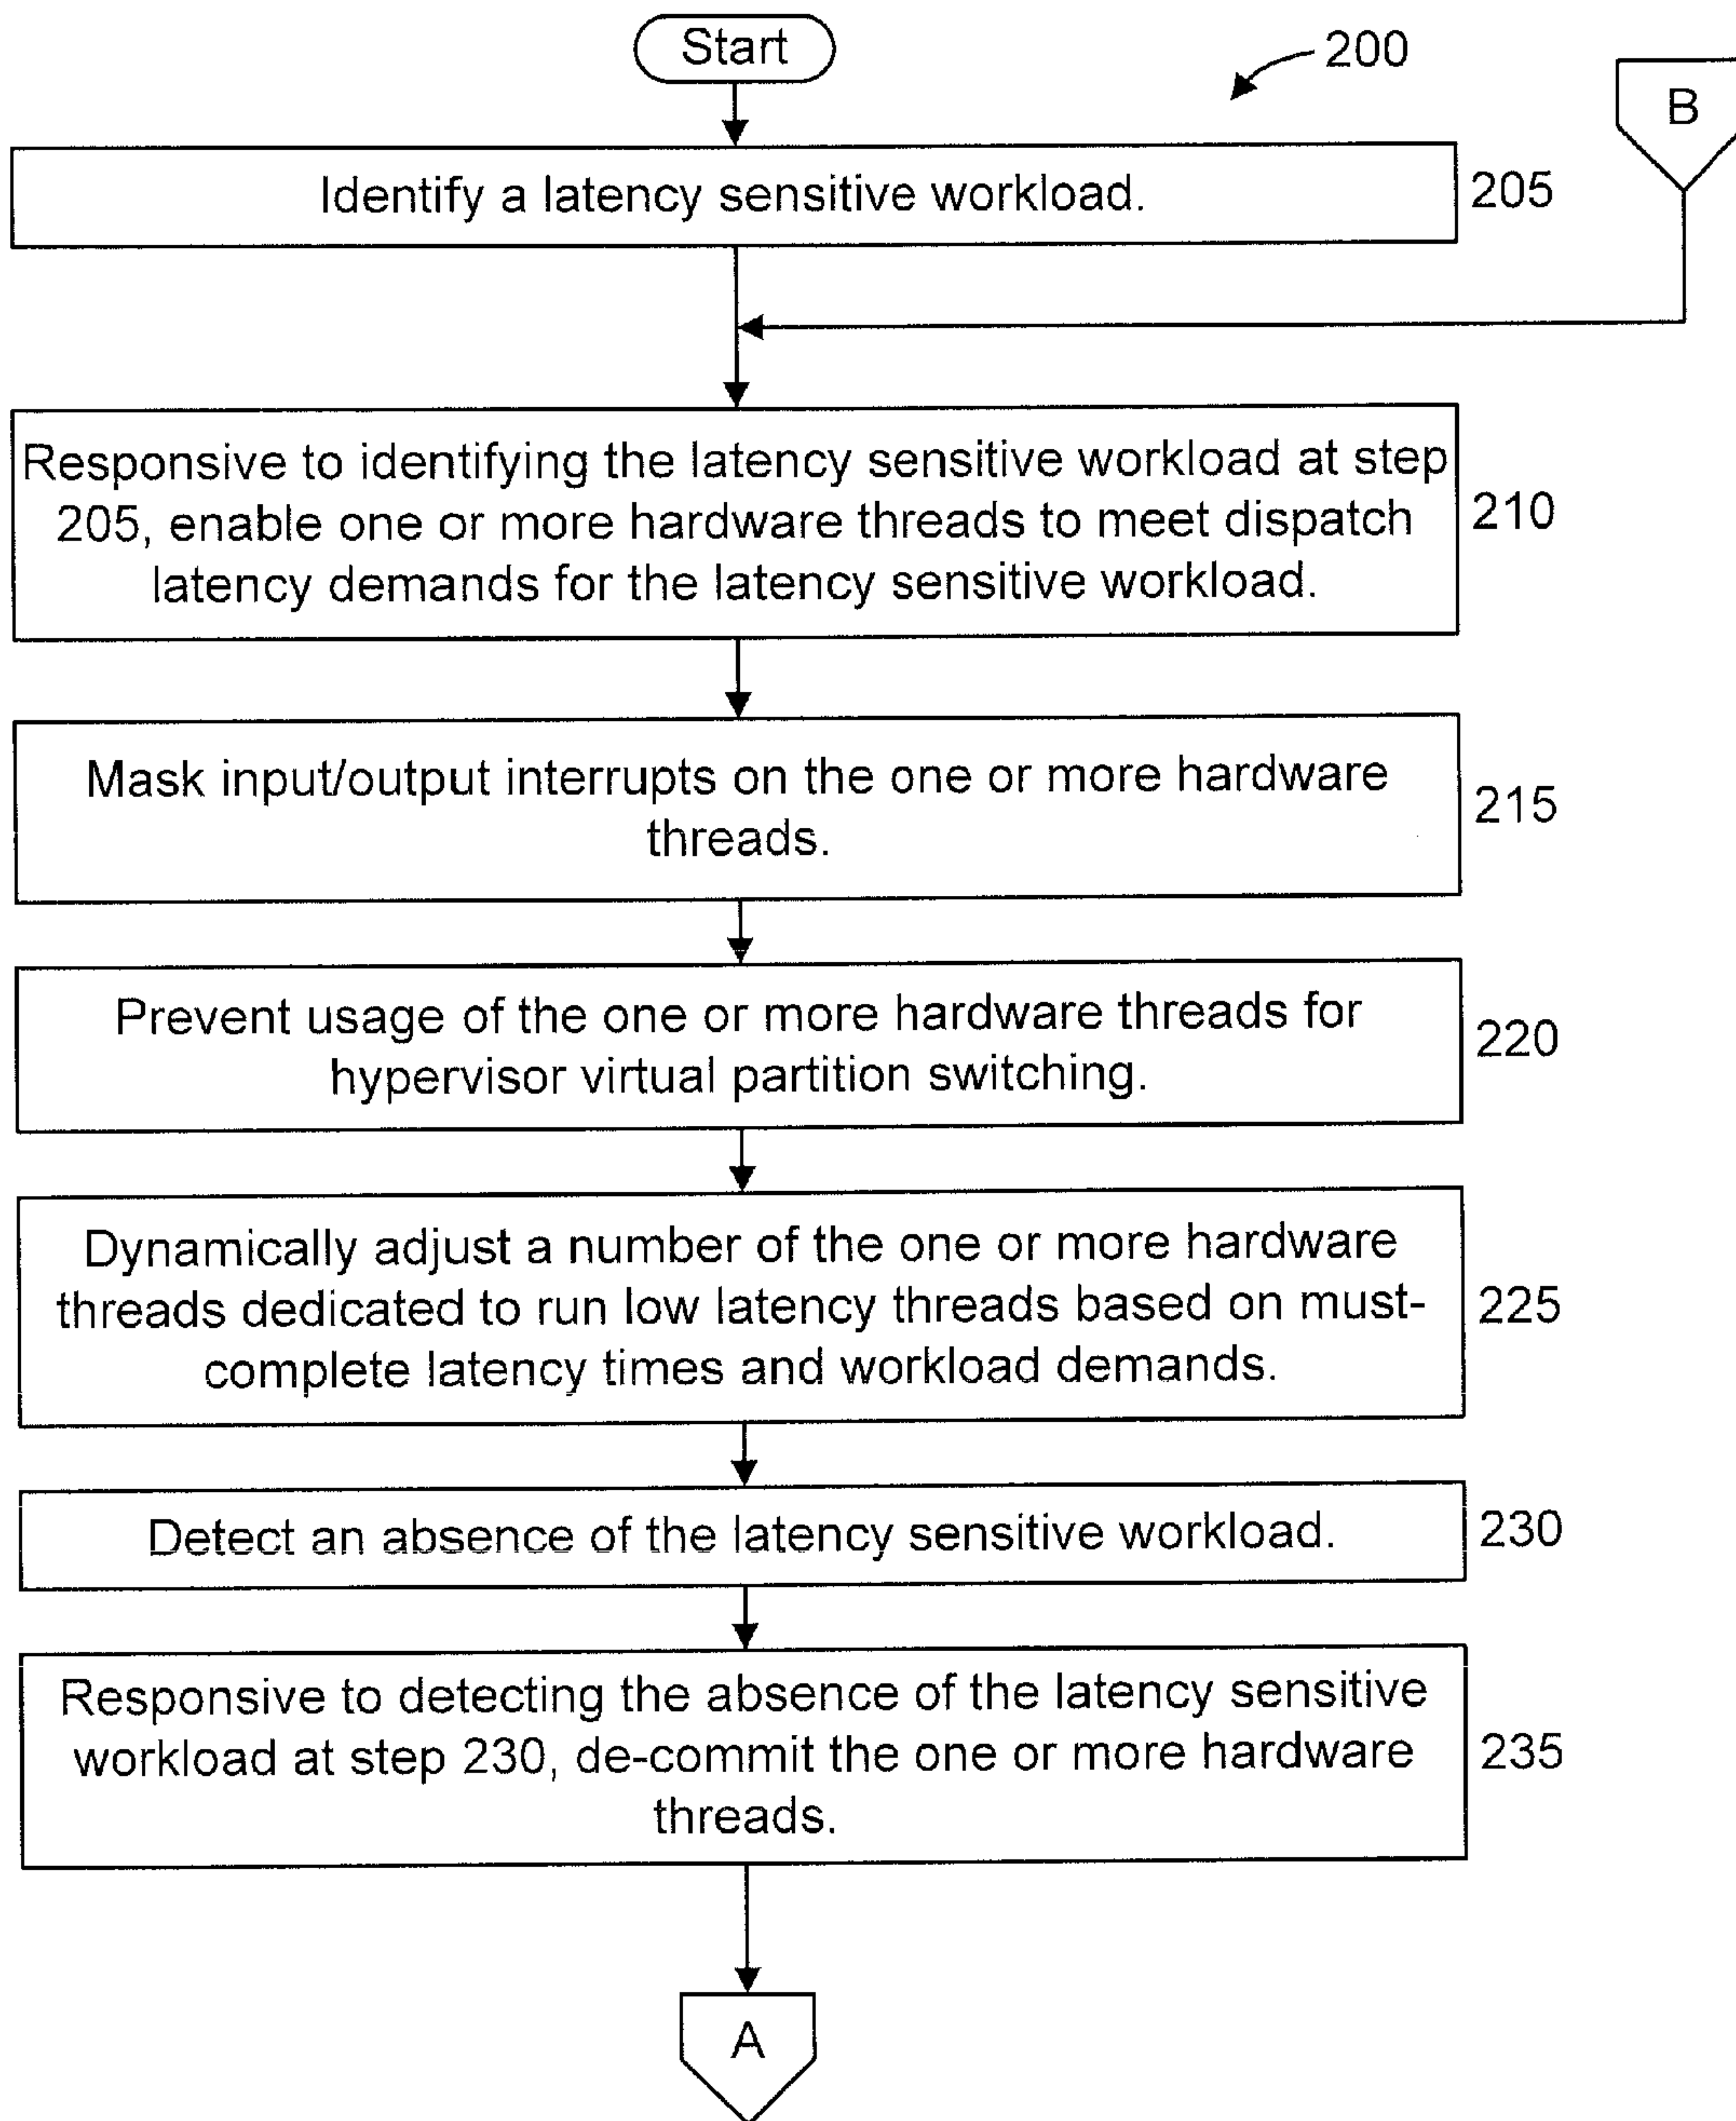 Start
200
B
Identify a latency sensitive workload.
205
Responsive to identifying the latency sensitive workload at step
205, enable one or more hardware threads to meet dispatch
latency demands for the latency sensitive workload.
210
Mask input/output interrupts on the one or more hardware
threads.
215
Prevent usage of the one or more hardware threads for
hypervisor virtual partition switching.
220
Dynamically adjust a number of the one or more hardware
threads dedicated to run low latency threads based on must-
complete latency times and workload demands.
225
Detect an absence of the latency sensitive workload.
230
Responsive to detecting the absence of the latency sensitive
workload at step 230, de-commit the one or more hardware
threads.
235
A